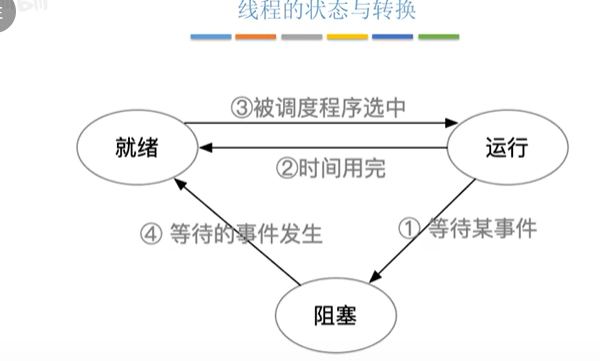 线程的状态与转换
③被调度程序选中
就绪
运行
②时间用完
④ 等待的事件发生
① 等待某事件
阻塞